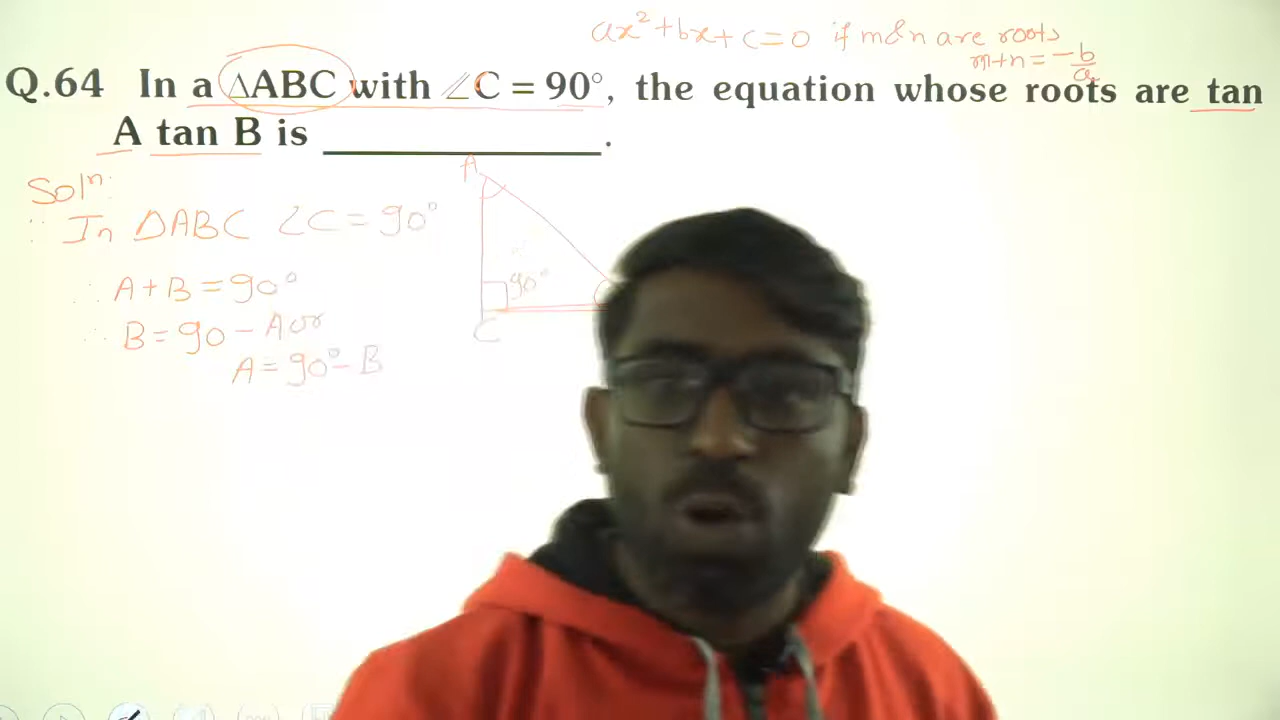 ax²+bx+c=0 if m&n are roots
m+n = -b/a
Q.64 In a △ABC with ∠C = 90°, the equation whose roots are tan
A tan B is ____________.
Solⁿ:
∵ In △ABC ∠C = 90°
∴ A+B = 90°
∴ B = 90 - A or
A = 90° - B
A
90°
C